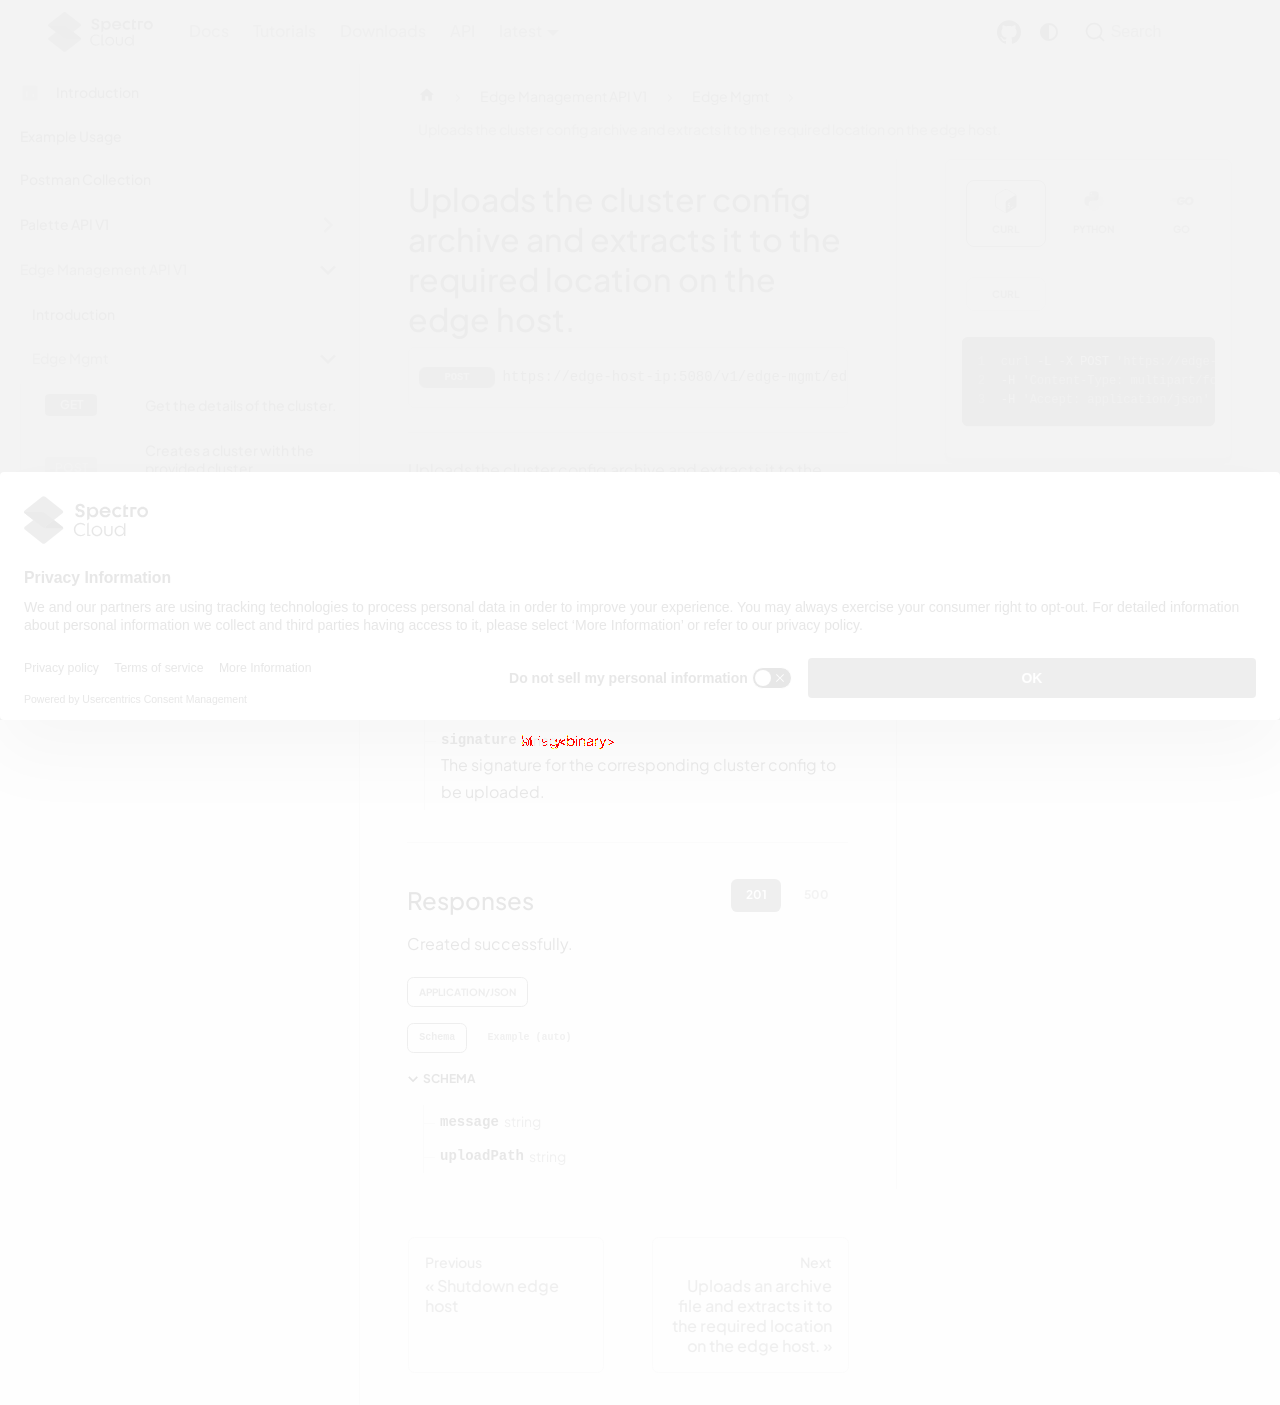 Spectro Cloud
Docs Tutorials Downloads API latest
Search
Introduction
Example Usage
Postman Collection
Palette API V1
Edge Management API V1
Introduction
Edge Mgmt
GET Get the details of the cluster.
Creates a cluster with the
provided cluster
Edge Management API V1 Edge Mgmt
Uploads the cluster config archive and extracts it to the required location on the edge host.
Uploads the cluster config
archive and extracts it to the
required location on the
edge host.
POST https://edge-host-ip:5080/v1/edge-mgmt/ed
Uploads the cluster config archive and extracts it to the
CURL PYTHON GO
CURL
Spectro
Cloud
Privacy Information
We and our partners are using tracking technologies to process personal data in order to improve your experience. You may always exercise your consumer right to opt-out. For detailed information
about personal information we collect and third parties having access to it, please select 'More Information' or refer to our privacy policy.
Privacy policy Terms of service More Information
Do not sell my personal information
OK
Powered by Usercentrics Consent Management
signature
The signature for the corresponding cluster config to
be uploaded.
Responses
201 500
Created successfully.
APPLICATION/JSON
Schema Example (auto)
SCHEMA
message string
uploadPath string
Previous
« Shutdown edge
host
Next
Uploads an archive
file and extracts it to
the required location
on the edge host. »